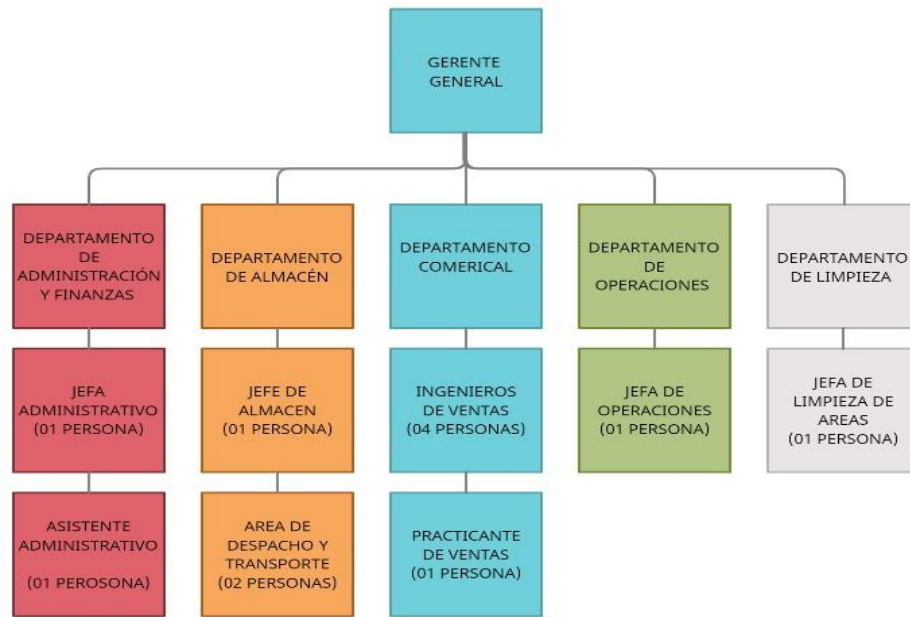 GERENTE
GENERAL
DEPARTAMENTO
DE
ADMINISTRACIÓN
Y FINANZAS
DEPARTAMENTO
DE ALMACÉN
DEPARTAMENTO
COMERICAL
DEPARTAMENTO
DE
OPERACIONES
DEPARTAMENTO
DE LIMPIEZA
JEFA
ADMINISTRATIVO
(01 PERSONA)
JEFE DE
ALMACEN
(01 PERSONA)
INGENIEROS
DE VENTAS
(04 PERSONAS)
JEFA DE
OPERACIONES
(01 PERSONA)
JEFA DE
LIMPIEZA DE
AREAS
(01 PERSONA)
ASISTENTE
ADMINISTRATIVO
(01 PEROSONA)
AREA DE
DESPACHO Y
TRANSPORTE
(02 PERSONAS)
PRACTICANTE
DE VENTAS
(01 PERSONA)